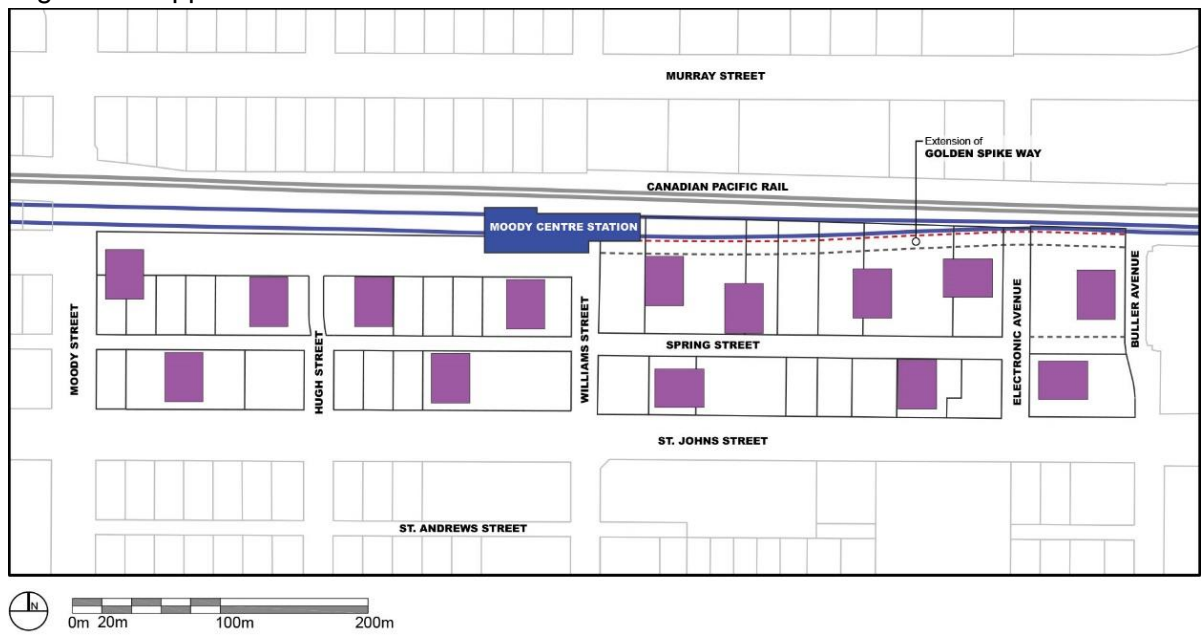 MURRAY STREET
Extension of
GOLDEN SPIKE WAY
CANADIAN PACIFIC RAIL
MOODY CENTRE STATION
MOODY STREET
HUGH STREET
WILLIAMS STREET
SPRING STREET
ELECTRONIC AVENUE
BULLER AVENUE
ST. JOHNS STREET
ST. ANDREWS STREET
N
0m 20m 100m 200m